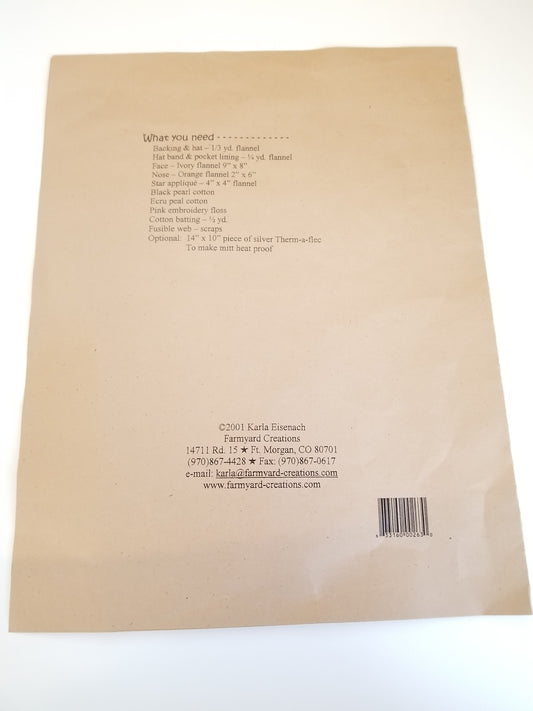 What you need - - - - - - - - - - - - -
Backing & hat – 1/3 yd. flannel
Hat band & pocket lining – ¼ yd. flannel
Face – Ivory flannel 9" x 8"
Nose – Orange flannel 2" x 6"
Star appliqué – 4" x 4" flannel
Black pearl cotton
Ecru peal cotton
Pink embroidery floss
Cotton batting – ½ yd.
Fusible web – scraps
Optional: 14" x 10" piece of silver Therm-a-flec
To make mitt heat proof
©2001 Karla Eisenach
Farmyard Creations
14711 Rd. 15 ★ Ft. Morgan, CO 80701
(970)867-4428 ★ Fax: (970)867-0617
e-mail: karla@farmyard-creations.com
www.farmyard-creations.com